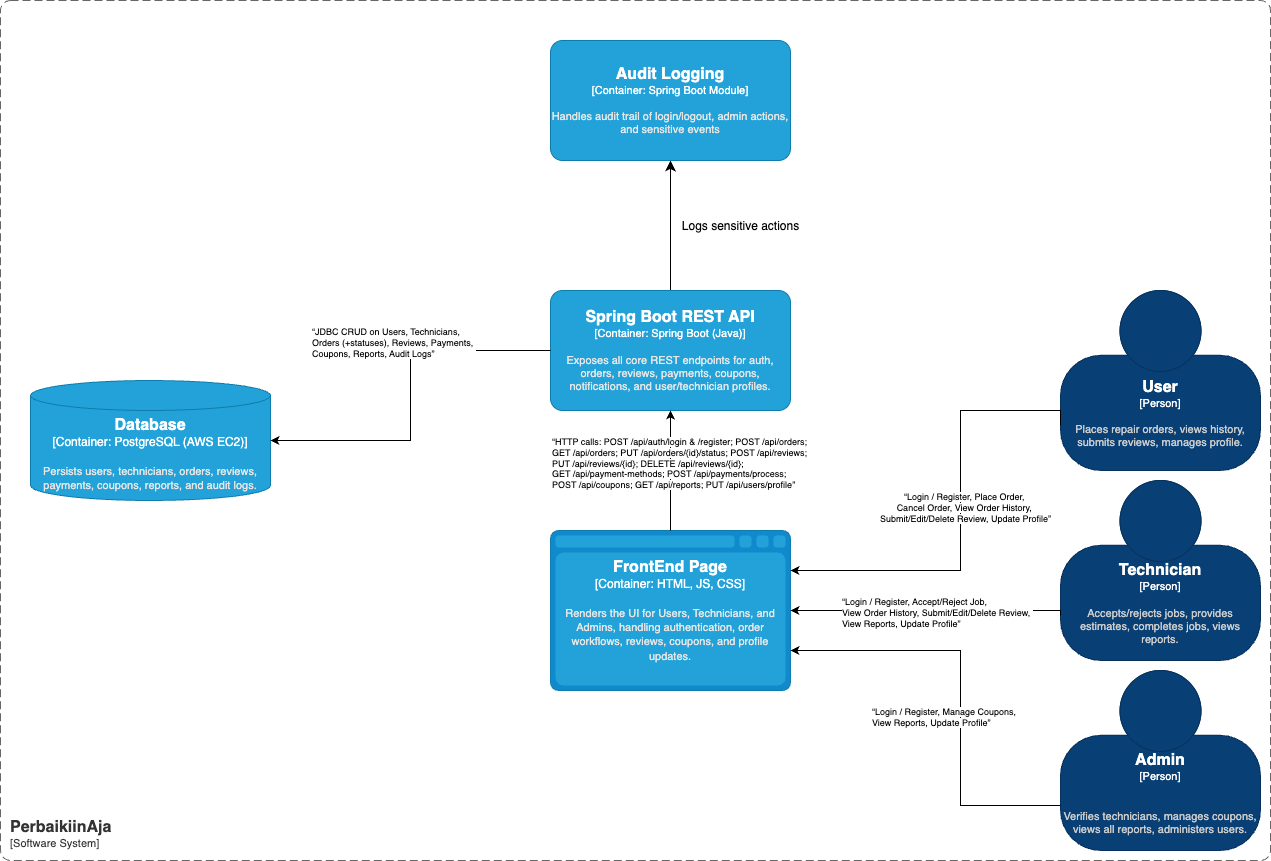 Audit Logging
[Container: Spring Boot Module]
Handles audit trail of login/logout, admin actions,
and sensitive events
Logs sensitive actions
Spring Boot REST API
[Container: Spring Boot (Java)]
Exposes all core REST endpoints for auth,
orders, reviews, payments, coupons,
notifications, and user/technician profiles.
“JDBC CRUD on Users, Technicians,
Orders (+statuses), Reviews, Payments,
Coupons, Reports, Audit Logs”
Database
[Container: PostgreSQL (AWS EC2)]
Persists users, technicians, orders, reviews,
payments, coupons, reports, and audit logs.
“HTTP calls: POST /api/auth/login & /register; POST /api/orders;
GET /api/orders; PUT /api/orders/{id}/status; POST /api/reviews;
PUT /api/reviews/{id}; DELETE /api/reviews/{id};
GET /api/payment-methods; POST /api/payments/process;
POST /api/coupons; GET /api/reports; PUT /api/users/profile”
FrontEnd Page
[Container: HTML, JS, CSS]
Renders the UI for Users, Technicians, and
Admins, handling authentication, order
workflows, reviews, coupons, and profile
updates.
User
[Person]
Places repair orders, views history,
submits reviews, manages profile.
“Login / Register, Place Order,
Cancel Order, View Order History,
Submit/Edit/Delete Review, Update Profile”
Technician
[Person]
Accepts/rejects jobs, provides
estimates, completes jobs, views
reports.
“Login / Register, Accept/Reject Job,
View Order History, Submit/Edit/Delete Review,
View Reports, Update Profile”
Admin
[Person]
Verifies technicians, manages coupons,
views all reports, administers users.
“Login / Register, Manage Coupons,
View Reports, Update Profile”
PerbaikiinAja
[Software System]